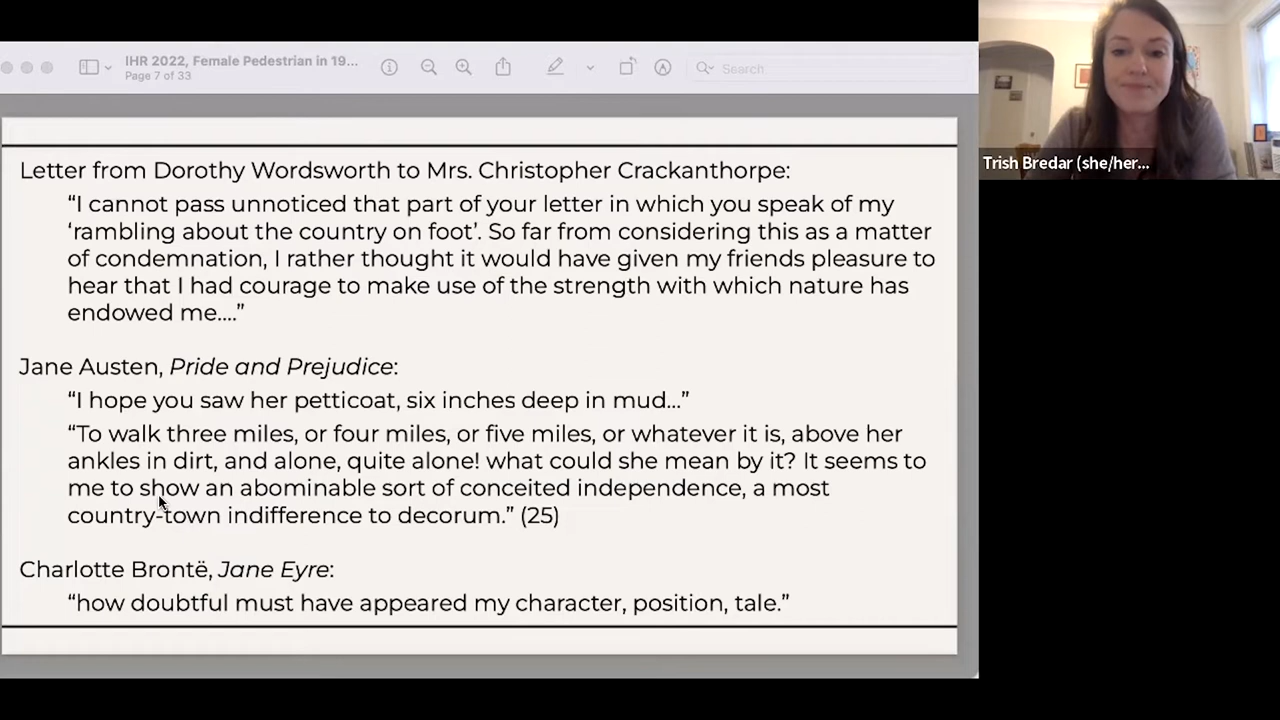 IHR 2022, Female Pedestrian in 19...
Page 7 of 33
Search
Trish Bredar (she/her...
Letter from Dorothy Wordsworth to Mrs. Christopher Crackanthorpe:
“I cannot pass unnoticed that part of your letter in which you speak of my
‘rambling about the country on foot’. So far from considering this as a matter
of condemnation, I rather thought it would have given my friends pleasure to
hear that I had courage to make use of the strength with which nature has
endowed me....”
Jane Austen, Pride and Prejudice:
“I hope you saw her petticoat, six inches deep in mud...”
“To walk three miles, or four miles, or five miles, or whatever it is, above her
ankles in dirt, and alone, quite alone! what could she mean by it? It seems to
me to show an abominable sort of conceited independence, a most
country-town indifference to decorum.” (25)
Charlotte Brontë, Jane Eyre:
“how doubtful must have appeared my character, position, tale.”